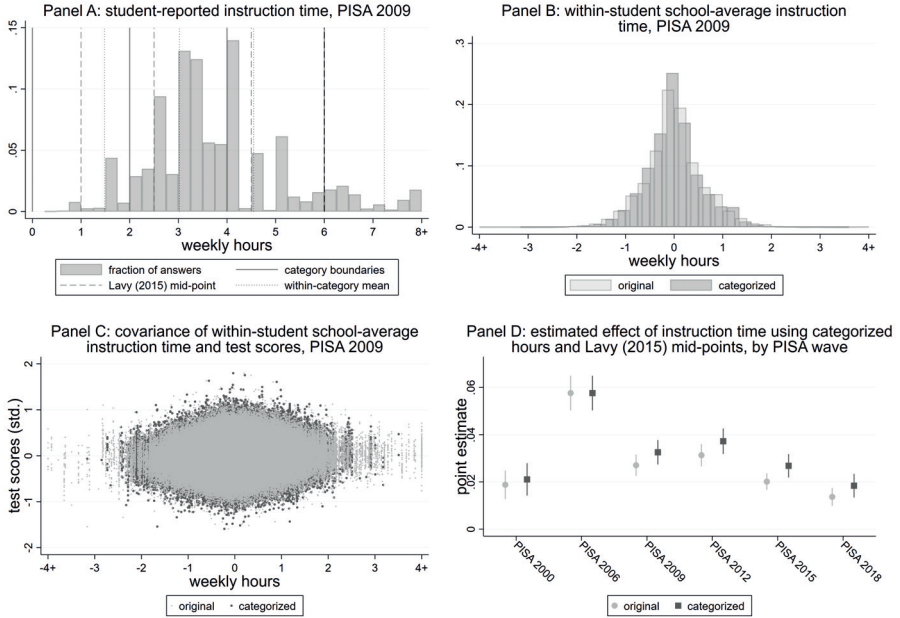 Panel A: student-reported instruction time, PISA 2009
.15
.1
.05
0
0 1 2 3 4 5 6 7 8+
weekly hours
fraction of answers category boundaries
Lavy (2015) mid-point within-category mean
Panel B: within-student school-average instruction
time, PISA 2009
.3
.2
.1
0
-4+ -3 -2 -1 0 1 2 3 4+
weekly hours
original categorized
Panel C: covariance of within-student school-average
instruction time and test scores, PISA 2009
test scores (std.)
2
1
0
-1
-2
-4+ -3 -2 -1 0 1 2 3 4+
weekly hours
original categorized
Panel D: estimated effect of instruction time using categorized
hours and Lavy (2015) mid-points, by PISA wave
point estimate
.06
.04
.02
0
PISA 2000 PISA 2006 PISA 2009 PISA 2012 PISA 2015 PISA 2018
original categorized